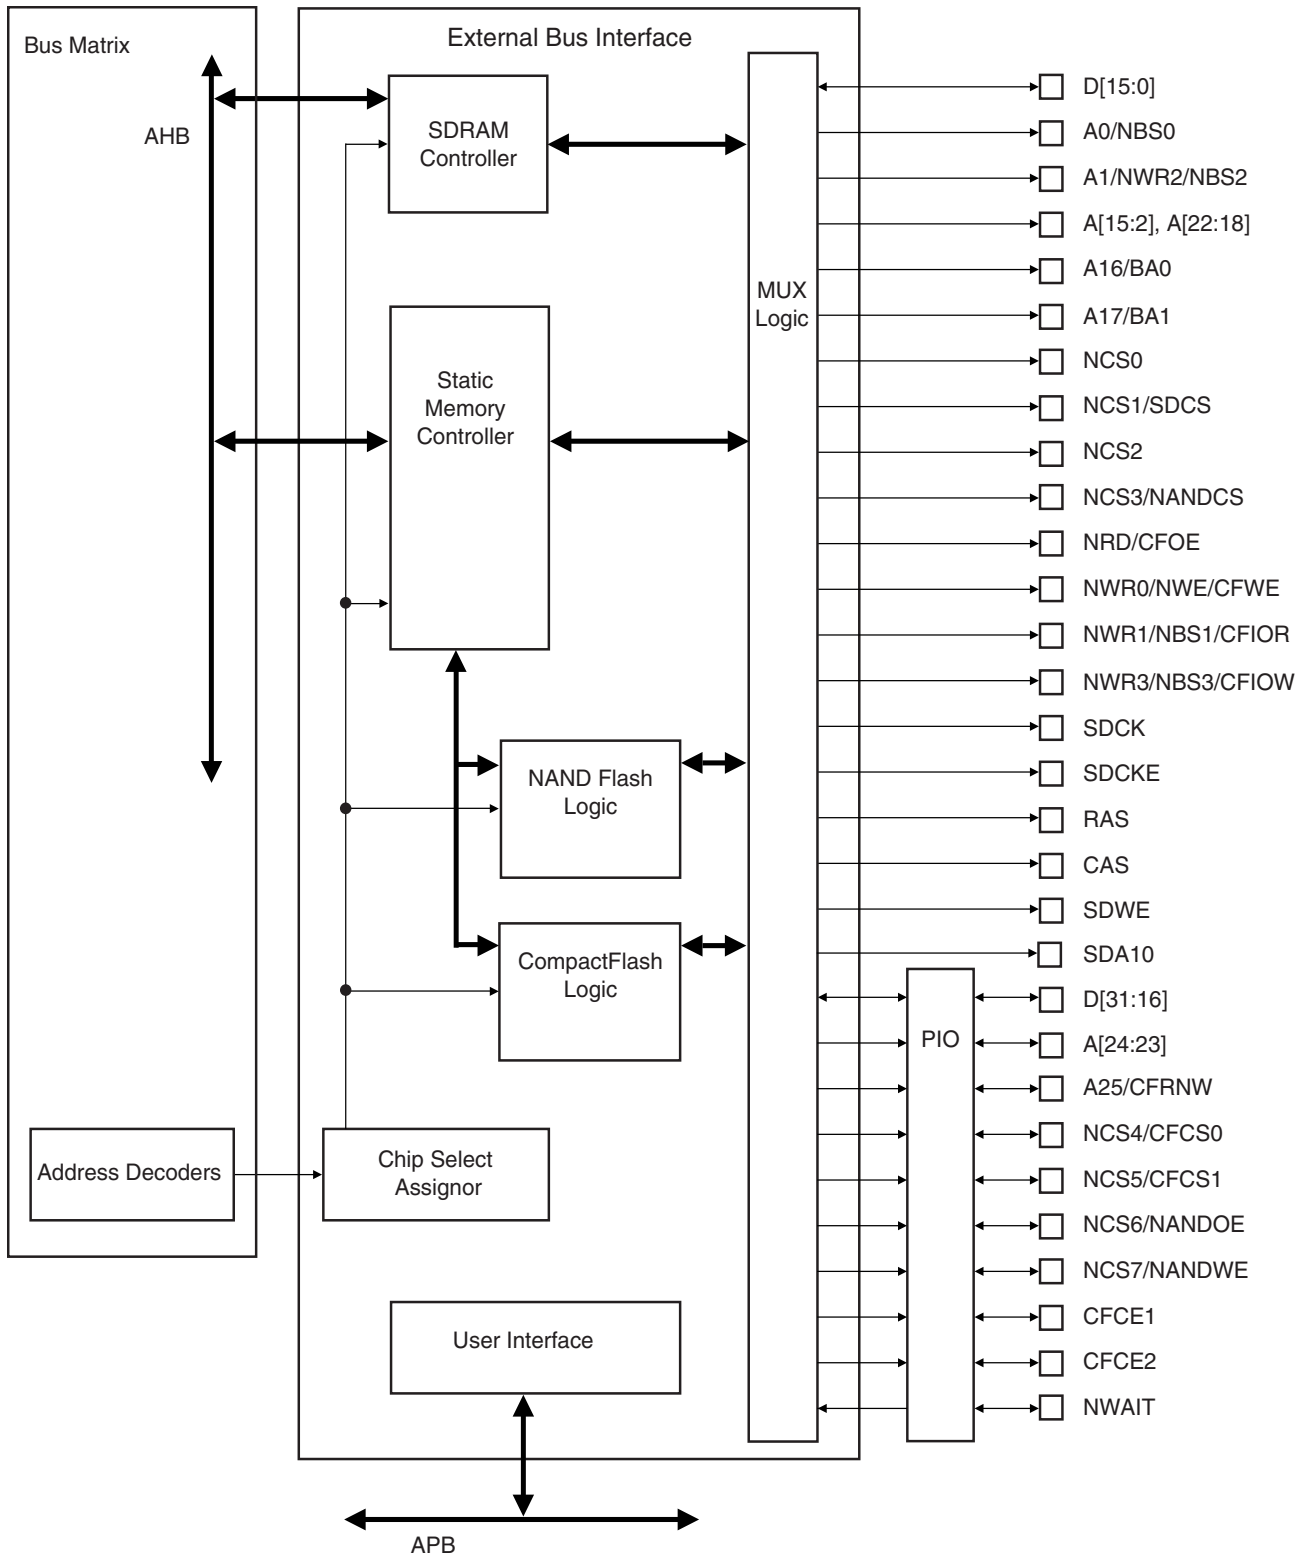 Bus Matrix
AHB
Address Decoders
External Bus Interface
SDRAM
Controller
Static
Memory
Controller
NAND Flash
Logic
CompactFlash
Logic
Chip Select
Assignor
User Interface
APB
MUX
Logic
PIO
D[15:0]
A0/NBS0
A1/NWR2/NBS2
A[15:2], A[22:18]
A16/BA0
A17/BA1
NCS0
NCS1/SDCS
NCS2
NCS3/NANDCS
NRD/CFOE
NWR0/NWE/CFWE
NWR1/NBS1/CFIOR
NWR3/NBS3/CFIOW
SDCK
SDCKE
RAS
CAS
SDWE
SDA10
D[31:16]
A[24:23]
A25/CFRNW
NCS4/CFCS0
NCS5/CFCS1
NCS6/NANDOE
NCS7/NANDWE
CFCE1
CFCE2
NWAIT